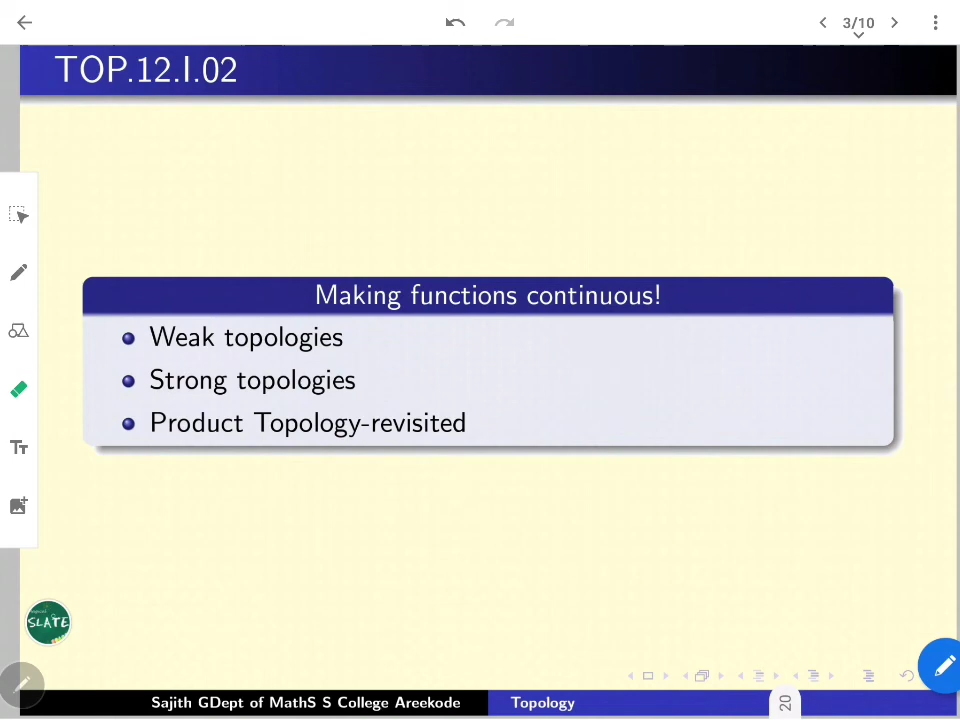 3/10
TOP.12.I.02
Making functions continuous!
Weak topologies
Strong topologies
Product Topology-revisited
Tт
SLATE
Sajith GDept of MathS S College Areekode
Topology
20